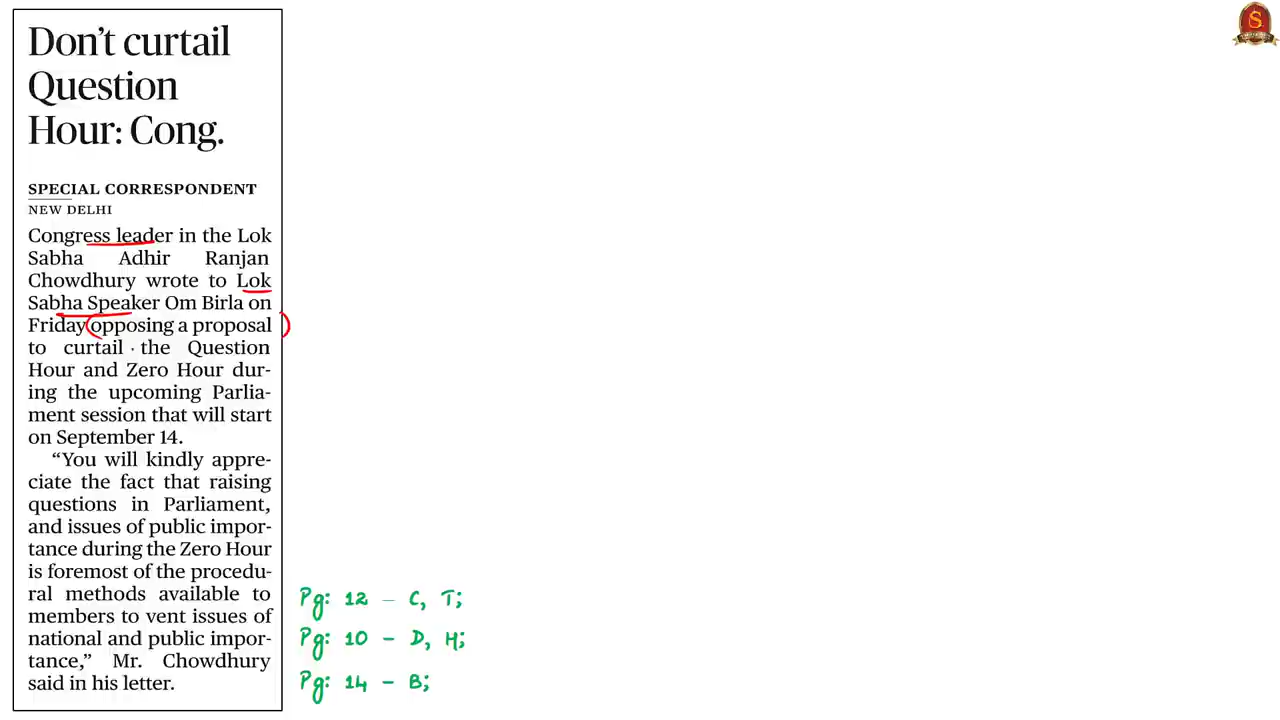 Don’t curtail
Question
Hour: Cong.
SPECIAL CORRESPONDENT
NEW DELHI
Congress leader in the Lok
Sabha Adhir Ranjan
Chowdhury wrote to Lok
Sabha Speaker Om Birla on
Friday opposing a proposal
to curtail the Question
Hour and Zero Hour dur-
ing the upcoming Parlia-
ment session that will start
on September 14.
“You will kindly appre-
ciate the fact that raising
questions in Parliament,
and issues of public impor-
tance during the Zero Hour
is foremost of the procedu-
ral methods available to
members to vent issues of
national and public impor-
tance,” Mr. Chowdhury
said in his letter.
Pg: 12 – C, T;
Pg: 10 – D, H;
Pg: 14 – B;